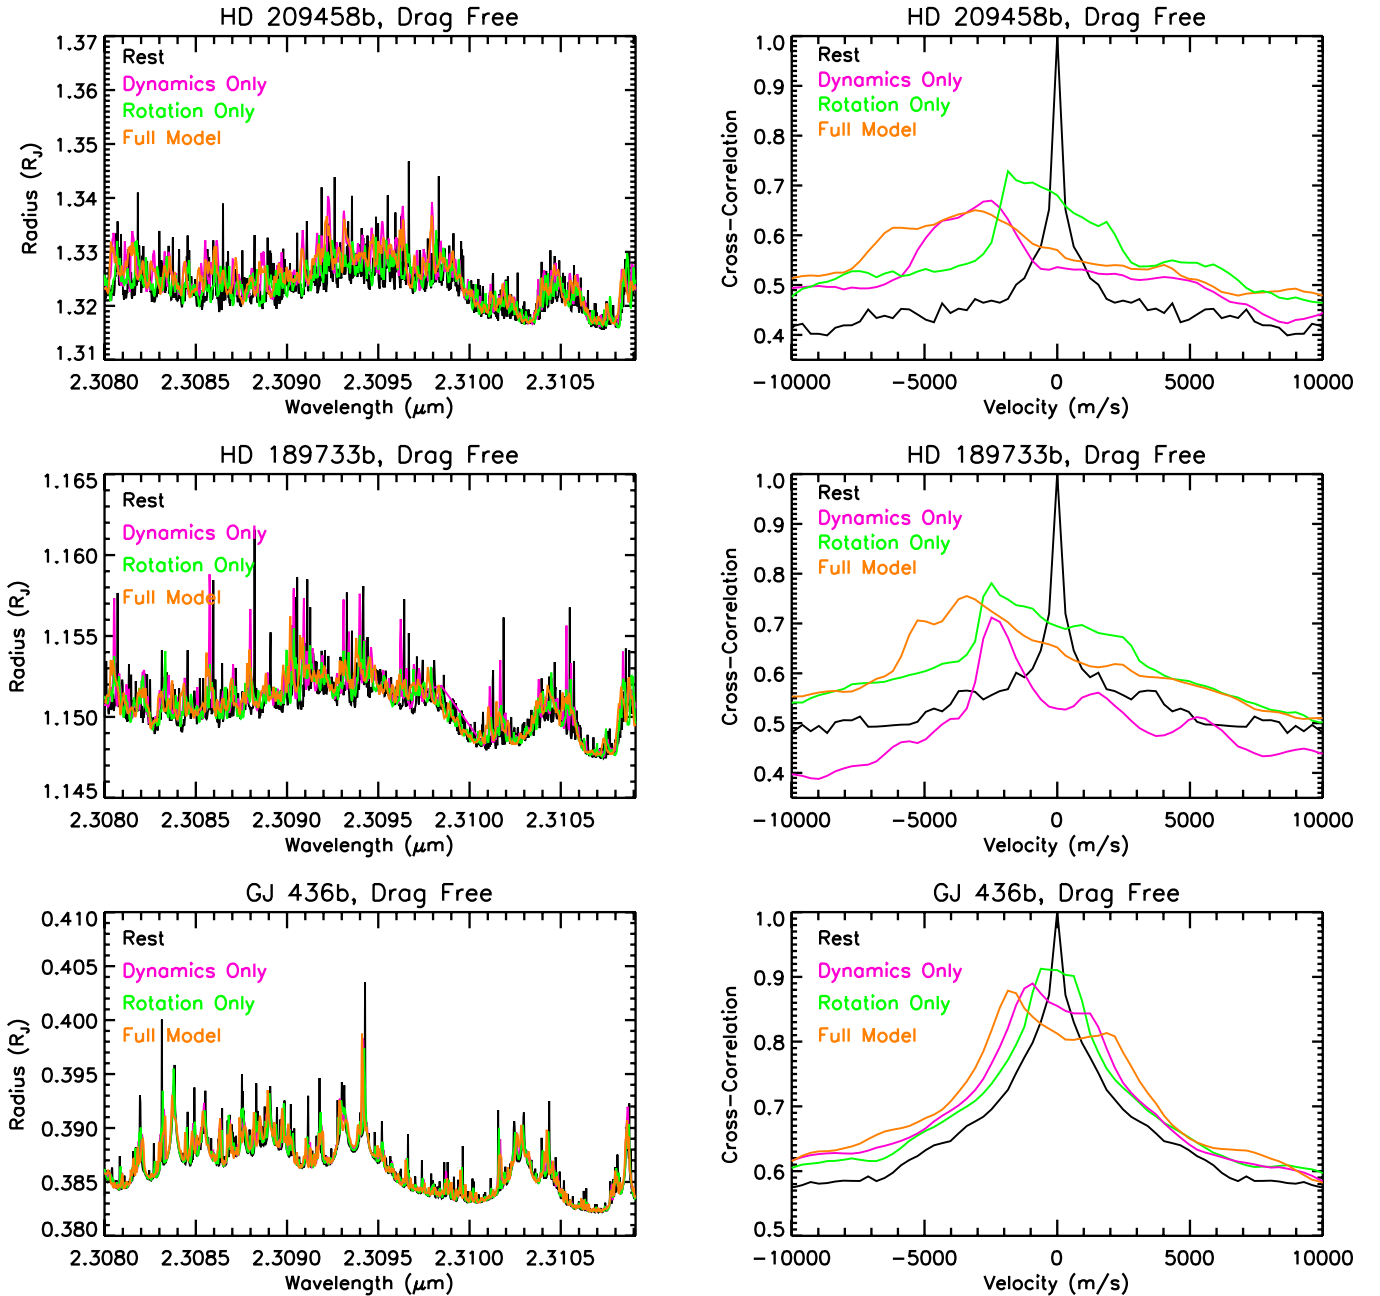 HD 209458b, Drag Free
1.37
1.36
1.35
1.34
1.33
1.32
1.31
Radius (RJ)
Rest
Dynamics Only
Rotation Only
Full Model
2.3080 2.3085 2.3090 2.3095 2.3100 2.3105
Wavelength (μm)
HD 209458b, Drag Free
1.0
0.9
0.8
0.7
0.6
0.5
0.4
Cross-Correlation
Rest
Dynamics Only
Rotation Only
Full Model
-10000 -5000 0 5000 10000
Velocity (m/s)
HD 189733b, Drag Free
1.165
1.160
1.155
1.150
1.145
Radius (RJ)
Rest
Dynamics Only
Rotation Only
Full Model
2.3080 2.3085 2.3090 2.3095 2.3100 2.3105
Wavelength (μm)
HD 189733b, Drag Free
1.0
0.9
0.8
0.7
0.6
0.5
0.4
Cross-Correlation
Rest
Dynamics Only
Rotation Only
Full Model
-10000 -5000 0 5000 10000
Velocity (m/s)
GJ 436b, Drag Free
0.410
0.405
0.400
0.395
0.390
0.385
0.380
Radius (RJ)
Rest
Dynamics Only
Rotation Only
Full Model
2.3080 2.3085 2.3090 2.3095 2.3100 2.3105
Wavelength (μm)
GJ 436b, Drag Free
1.0
0.9
0.8
0.7
0.6
0.5
Cross-Correlation
Rest
Dynamics Only
Rotation Only
Full Model
-10000 -5000 0 5000 10000
Velocity (m/s)